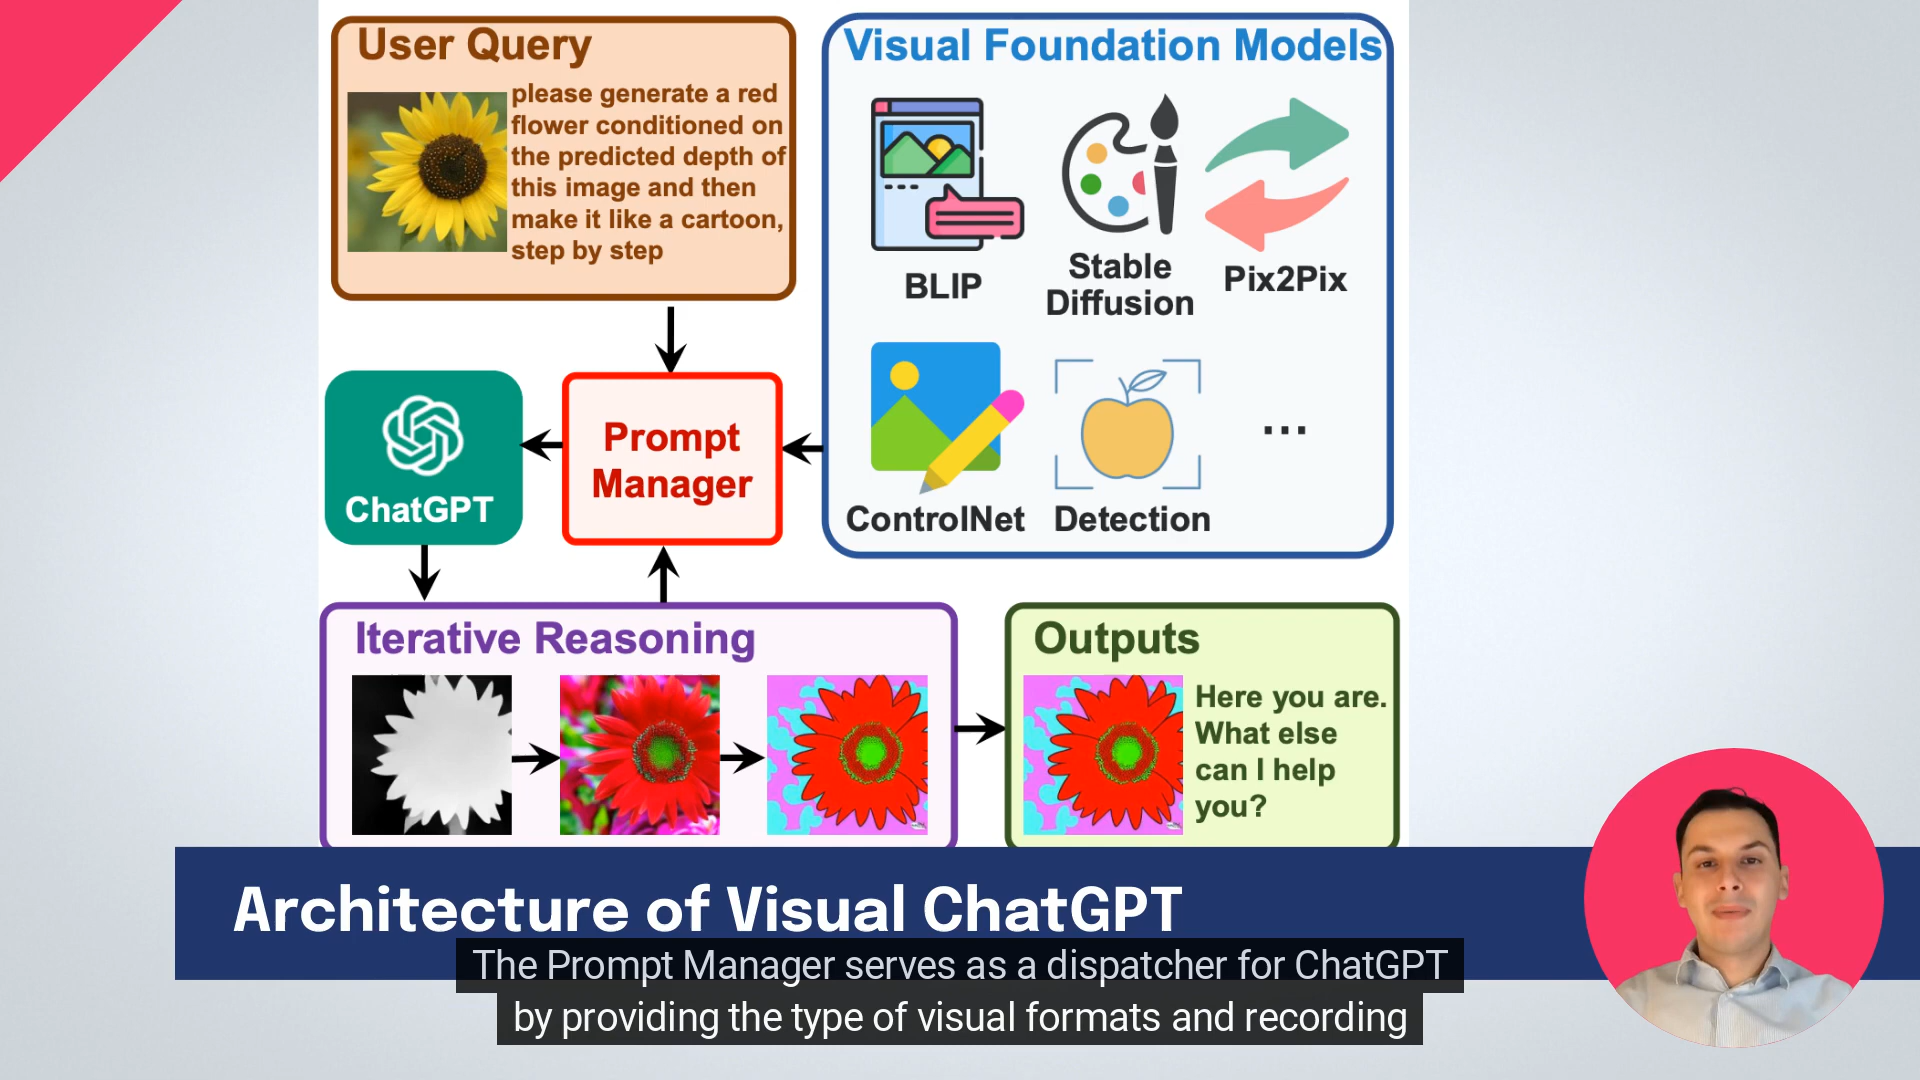 User Query
please generate a red
flower conditioned on
the predicted depth of
this image and then
make it like a cartoon,
step by step
Visual Foundation Models
BLIP
Stable
Diffusion
Pix2Pix
ControlNet
Detection
...
ChatGPT
Prompt
Manager
Iterative Reasoning
Outputs
Here you are.
What else
can I help
you?
Architecture of Visual ChatGPT
The Prompt Manager serves as a dispatcher for ChatGPT
by providing the type of visual formats and recording